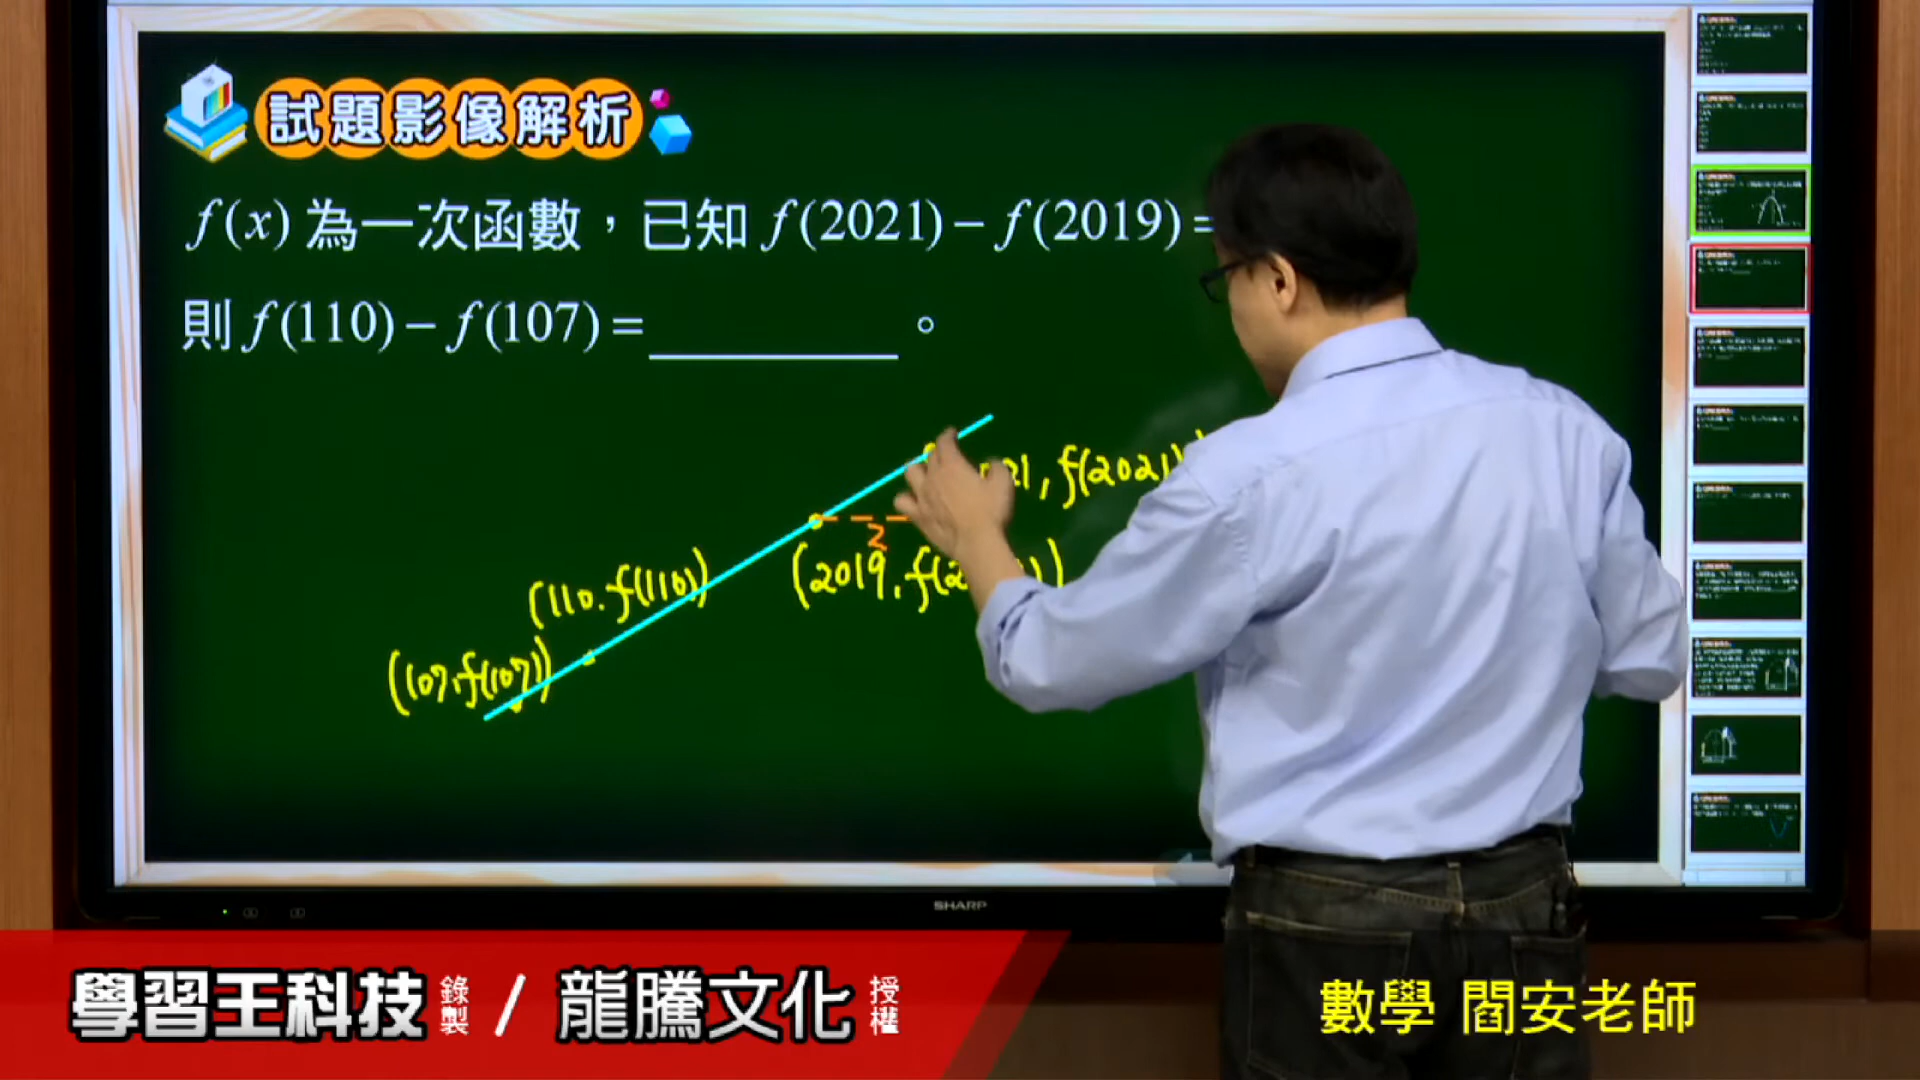 試題影像解析
f(x) 為一次函數，已知 f(2021) − f(2019) =
則 f(110) − f(107) = ________ 。
, f(2021)
2
(2019, f(2
(110, f(110))
(107, f(107))
SHARP
學習王科技 錄製 / 龍騰文化 授權
數學 閻安老師